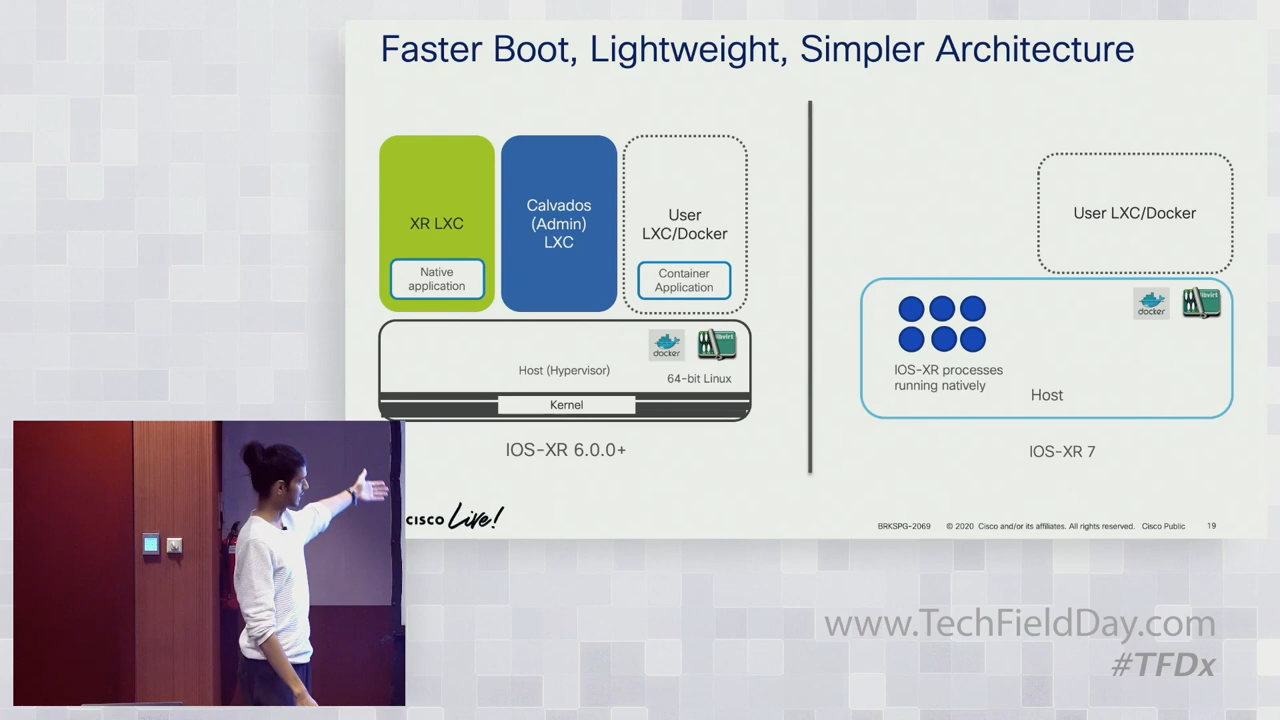 Faster Boot, Lightweight, Simpler Architecture
XR LXC
Native
application
Calvados
(Admin)
LXC
User
LXC/Docker
Container
Application
docker
libvirt
Host (Hypervisor)
64-bit Linux
Kernel
IOS-XR 6.0.0+
User LXC/Docker
docker
libvirt
IOS-XR processes
running natively
Host
IOS-XR 7
CISCO Live!
BRKSPG-2069 © 2020 Cisco and/or its affiliates. All rights reserved. Cisco Public 19
www.TechFieldDay.com
#TFDx